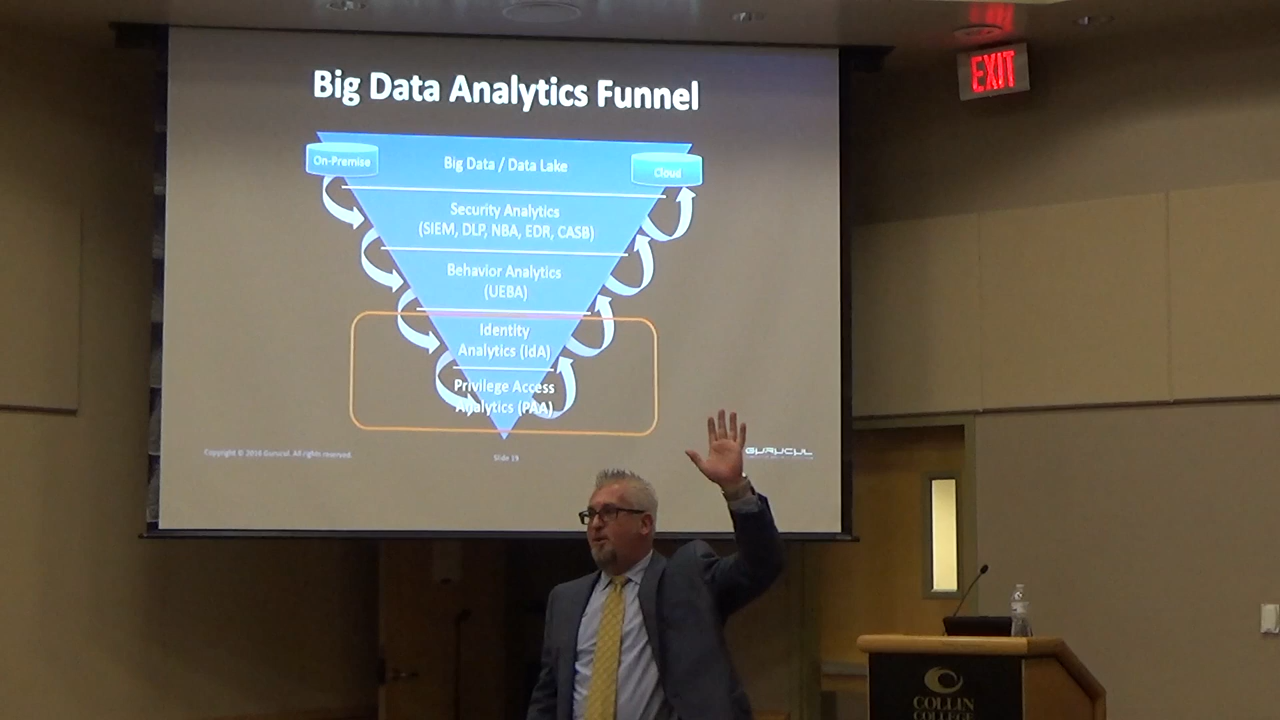 EXIT
Big Data Analytics Funnel
On-Premise
Big Data / Data Lake
Cloud
Security Analytics
(SIEM, DLP, NBA, EDR, CASB)
Behavior Analytics
(UEBA)
Identity
Analytics (IdA)
Privilege Access
Analytics (PAA)
Copyright © 2016 Gurucul. All rights reserved.
Slide 19
GURUCUL
COLLIN
COLLEGE